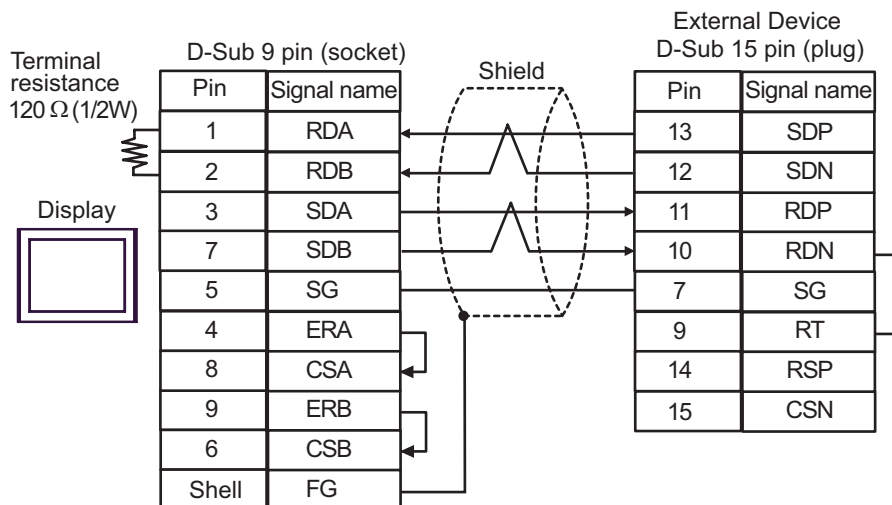 External Device
D-Sub 15 pin (plug)
D-Sub 9 pin (socket)
Terminal
resistance
120 Ω (1/2W)
Shield
Display
Pin Signal name
1 RDA
2 RDB
3 SDA
7 SDB
5 SG
4 ERA
8 CSA
9 ERB
6 CSB
Shell FG
Pin Signal name
13 SDP
12 SDN
11 RDP
10 RDN
7 SG
9 RT
14 RSP
15 CSN